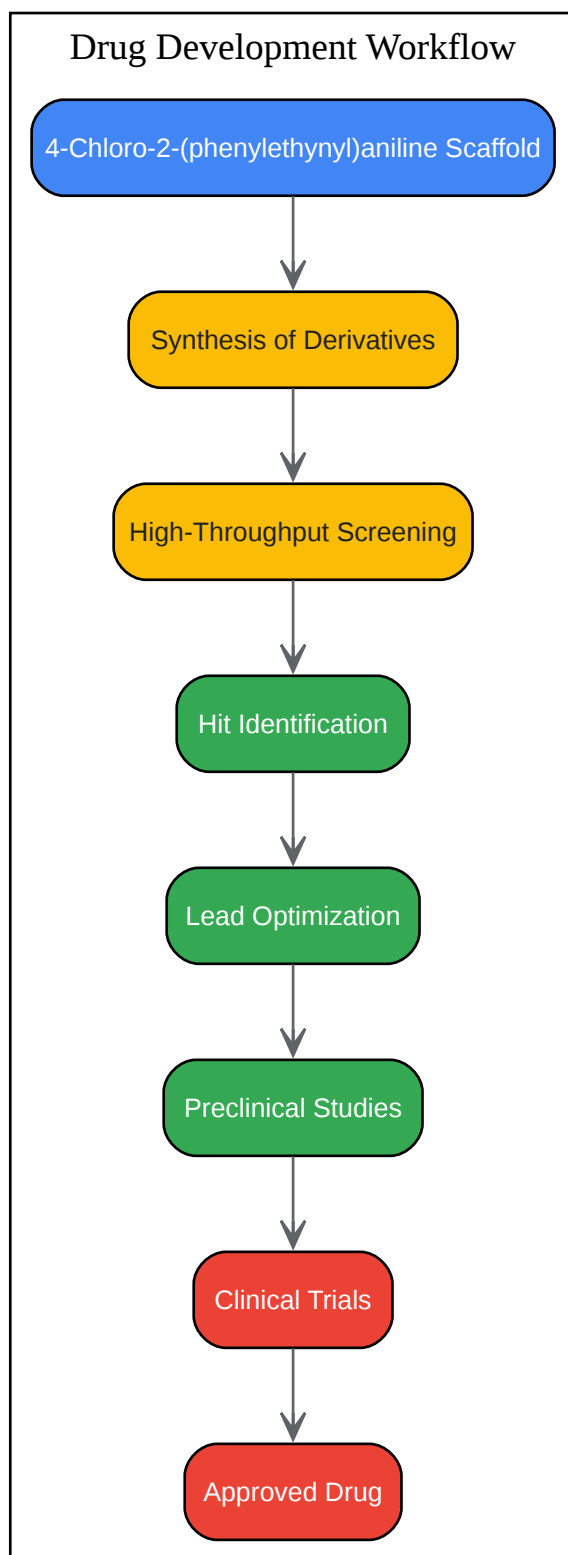 Drug Development Workflow
4-Chloro-2-(phenylethynyl)aniline Scaffold
Synthesis of Derivatives
High-Throughput Screening
Hit Identification
Lead Optimization
Preclinical Studies
Clinical Trials
Approved Drug